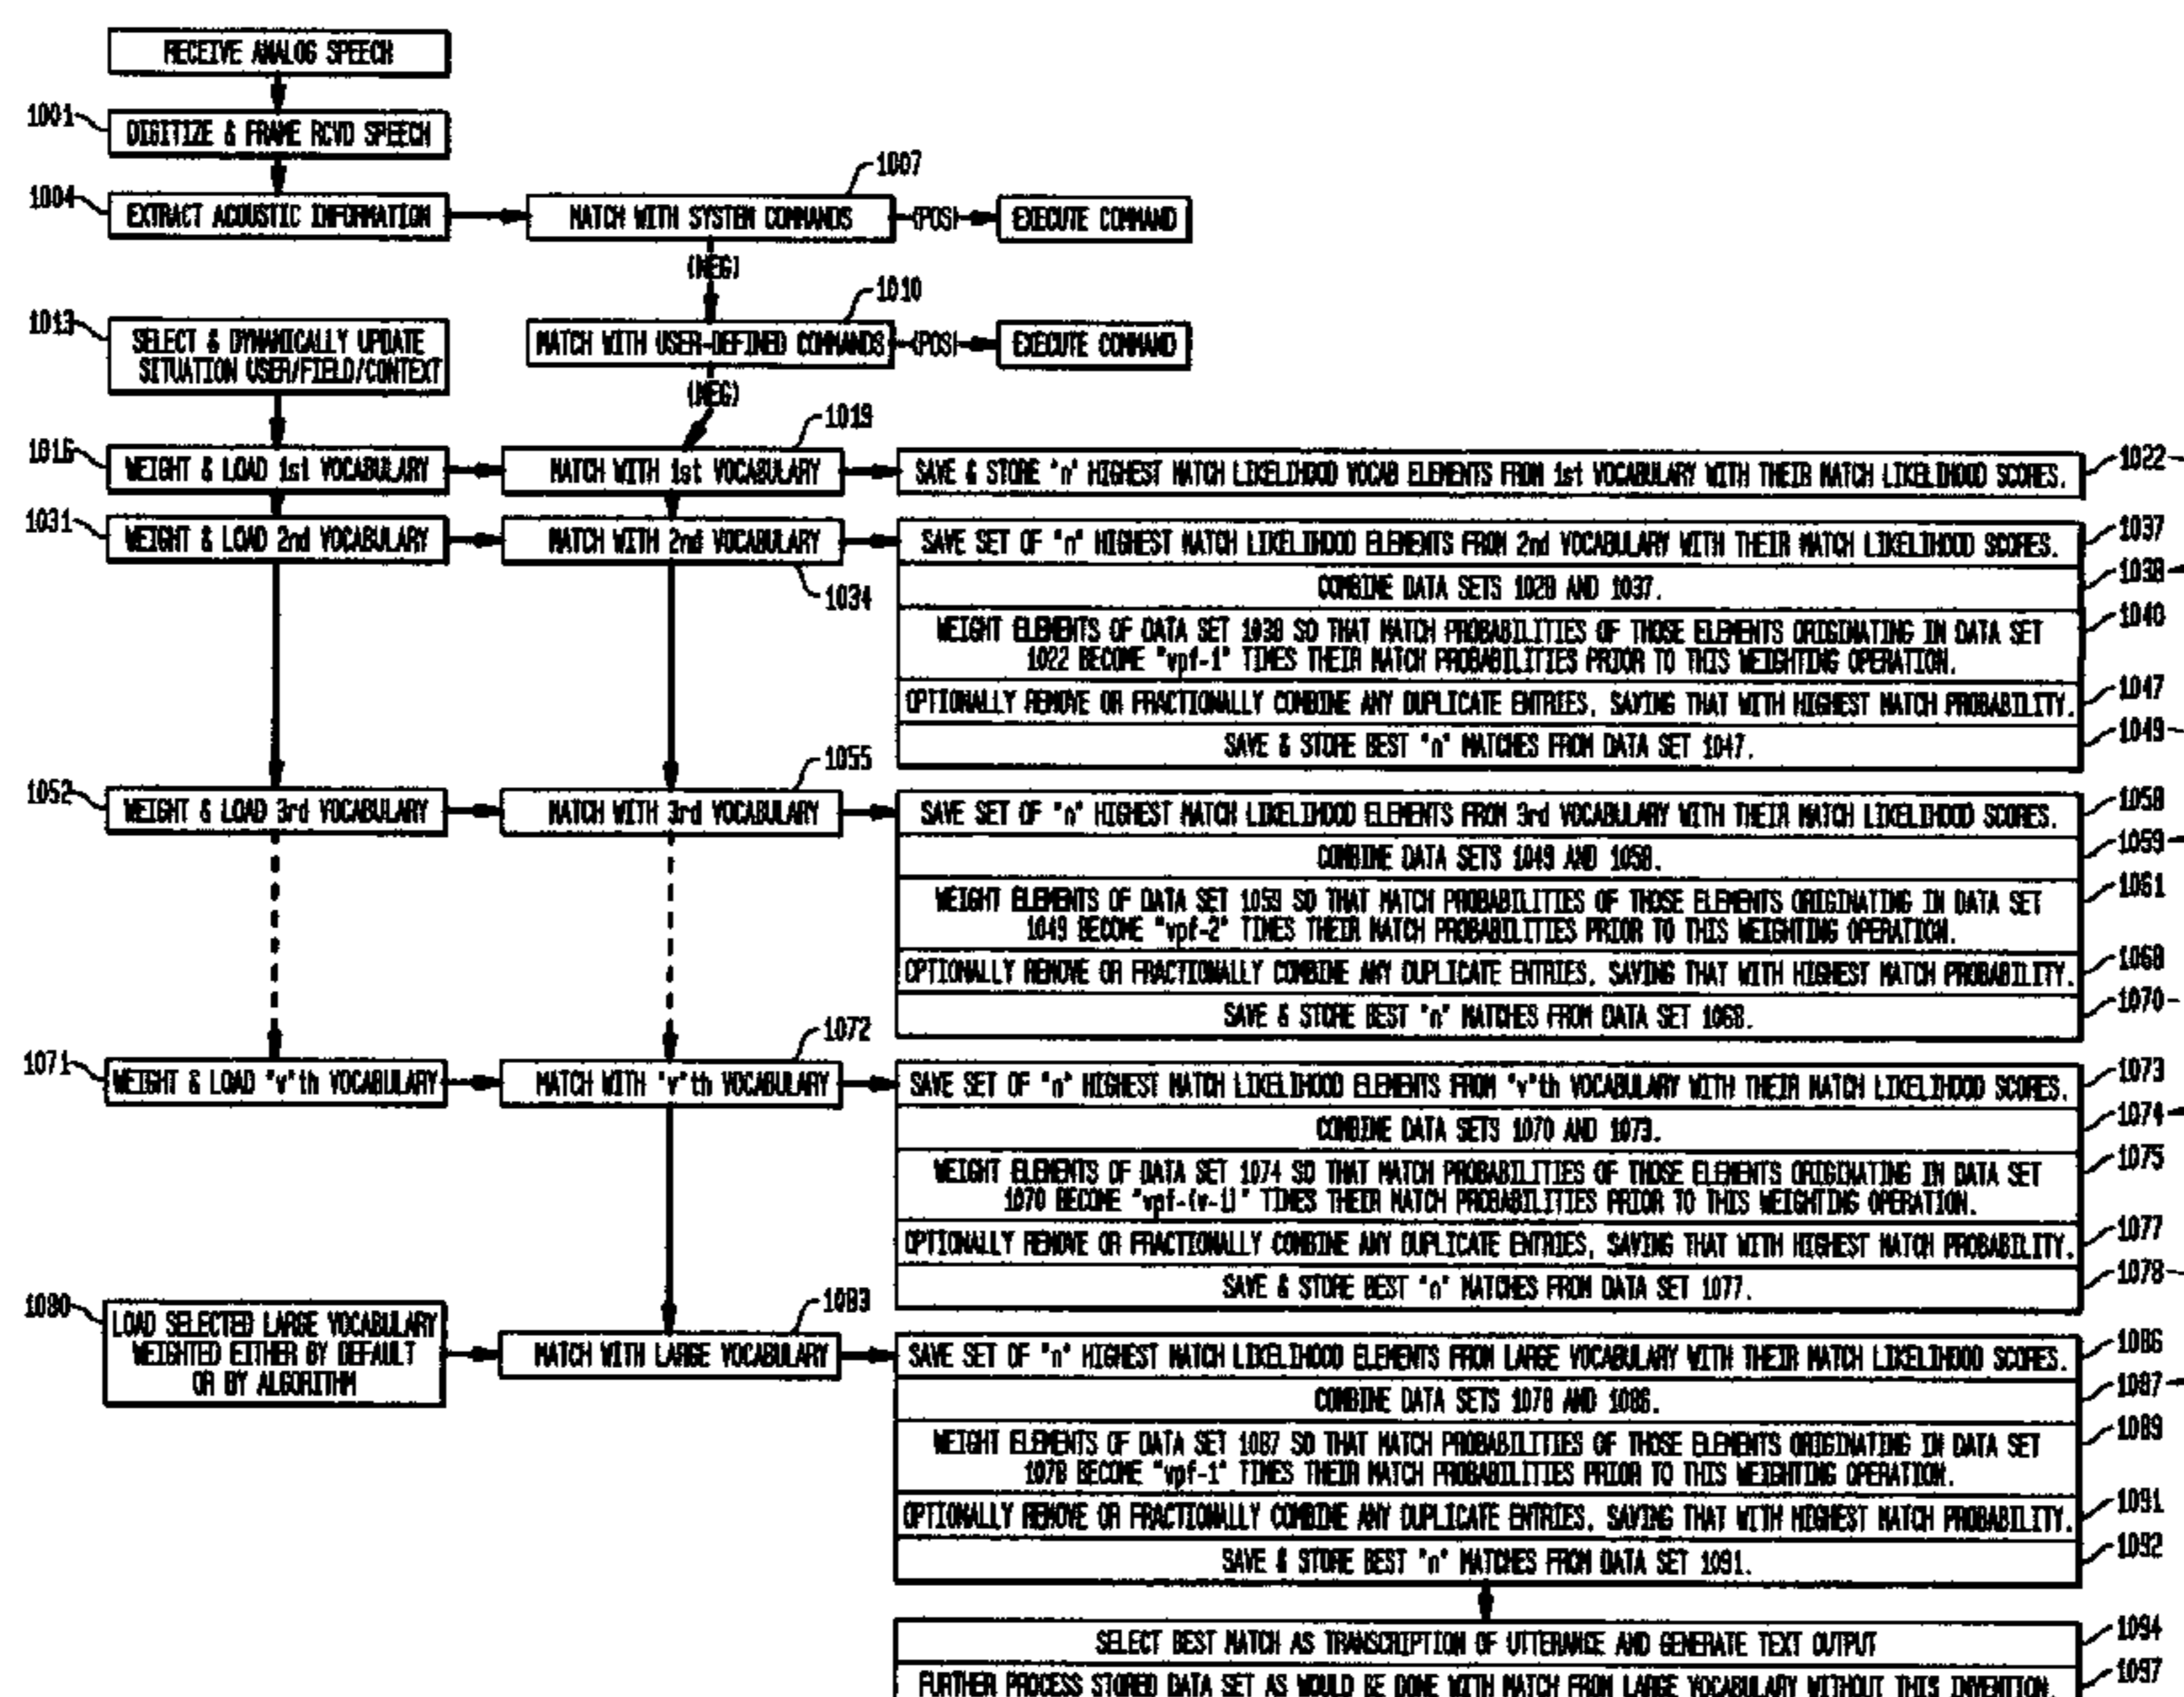 RECEIVE ANALOG SPEECH
1001
DIGITIZE & FRAME RCVD SPEECH
1007
1004
EXTRACT ACOUSTIC INFORMATION
MATCH WITH SYSTEM COMMANDS
(POS)
EXECUTE COMMAND
(NEG)
1010
1013
SELECT & DYNAMICALLY UPDATE
SITUATION USER/FIELD/CONTEXT
MATCH WITH USER-DEFINED COMMANDS
(POS)
EXECUTE COMMAND
(NEG)
1019
1016
WEIGHT & LOAD 1st VOCABULARY
MATCH WITH 1st VOCABULARY
SAVE & STORE "n" HIGHEST MATCH LIKELIHOOD VOCAB ELEMENTS FROM 1st VOCABULARY WITH THEIR MATCH LIKELIHOOD SCORES.
1022
1031
WEIGHT & LOAD 2nd VOCABULARY
MATCH WITH 2nd VOCABULARY
1034
SAVE SET OF "n" HIGHEST MATCH LIKELIHOOD ELEMENTS FROM 2nd VOCABULARY WITH THEIR MATCH LIKELIHOOD SCORES.
1037
COMBINE DATA SETS 1028 AND 1037.
1038
WEIGHT ELEMENTS OF DATA SET 1038 SO THAT MATCH PROBABILITIES OF THOSE ELEMENTS ORIGINATING IN DATA SET
1022 BECOME "vpf-1" TIMES THEIR MATCH PROBABILITIES PRIOR TO THIS WEIGHTING OPERATION.
1040
OPTIONALLY REMOVE OR FRACTIONALLY COMBINE ANY DUPLICATE ENTRIES, SAVING THAT WITH HIGHEST MATCH PROBABILITY.
1047
SAVE & STORE BEST "n" MATCHES FROM DATA SET 1047.
1049
1055
1052
WEIGHT & LOAD 3rd VOCABULARY
MATCH WITH 3rd VOCABULARY
SAVE SET OF "n" HIGHEST MATCH LIKELIHOOD ELEMENTS FROM 3rd VOCABULARY WITH THEIR MATCH LIKELIHOOD SCORES.
1058
COMBINE DATA SETS 1049 AND 1058.
1059
WEIGHT ELEMENTS OF DATA SET 1059 SO THAT MATCH PROBABILITIES OF THOSE ELEMENTS ORIGINATING IN DATA SET
1049 BECOME "vpf-2" TIMES THEIR MATCH PROBABILITIES PRIOR TO THIS WEIGHTING OPERATION.
1061
OPTIONALLY REMOVE OR FRACTIONALLY COMBINE ANY DUPLICATE ENTRIES, SAVING THAT WITH HIGHEST MATCH PROBABILITY.
1068
SAVE & STORE BEST "n" MATCHES FROM DATA SET 1068.
1070
1072
1071
WEIGHT & LOAD "v"th VOCABULARY
MATCH WITH "v"th VOCABULARY
SAVE SET OF "n" HIGHEST MATCH LIKELIHOOD ELEMENTS FROM "v"th VOCABULARY WITH THEIR MATCH LIKELIHOOD SCORES.
1073
COMBINE DATA SETS 1070 AND 1073.
1074
WEIGHT ELEMENTS OF DATA SET 1074 SO THAT MATCH PROBABILITIES OF THOSE ELEMENTS ORIGINATING IN DATA SET
1070 BECOME "vpf-(v-1)" TIMES THEIR MATCH PROBABILITIES PRIOR TO THIS WEIGHTING OPERATION.
1075
OPTIONALLY REMOVE OR FRACTIONALLY COMBINE ANY DUPLICATE ENTRIES, SAVING THAT WITH HIGHEST MATCH PROBABILITY.
1077
SAVE & STORE BEST "n" MATCHES FROM DATA SET 1077.
1078
1080
LOAD SELECTED LARGE VOCABULARY
WEIGHTED EITHER BY DEFAULT
OR BY ALGORITHM
1083
MATCH WITH LARGE VOCABULARY
SAVE SET OF "n" HIGHEST MATCH LIKELIHOOD ELEMENTS FROM LARGE VOCABULARY WITH THEIR MATCH LIKELIHOOD SCORES.
1086
COMBINE DATA SETS 1078 AND 1086.
1087
WEIGHT ELEMENTS OF DATA SET 1087 SO THAT MATCH PROBABILITIES OF THOSE ELEMENTS ORIGINATING IN DATA SET
1078 BECOME "vpf-1" TIMES THEIR MATCH PROBABILITIES PRIOR TO THIS WEIGHTING OPERATION.
1089
OPTIONALLY REMOVE OR FRACTIONALLY COMBINE ANY DUPLICATE ENTRIES, SAVING THAT WITH HIGHEST MATCH PROBABILITY.
1091
SAVE & STORE BEST "n" MATCHES FROM DATA SET 1091.
1092
SELECT BEST MATCH AS TRANSCRIPTION OF UTTERANCE AND GENERATE TEXT OUTPUT
1094
FURTHER PROCESS STORED DATA SET AS WOULD BE DONE WITH MATCH FROM LARGE VOCABULARY WITHOUT THIS INVENTION.
1097